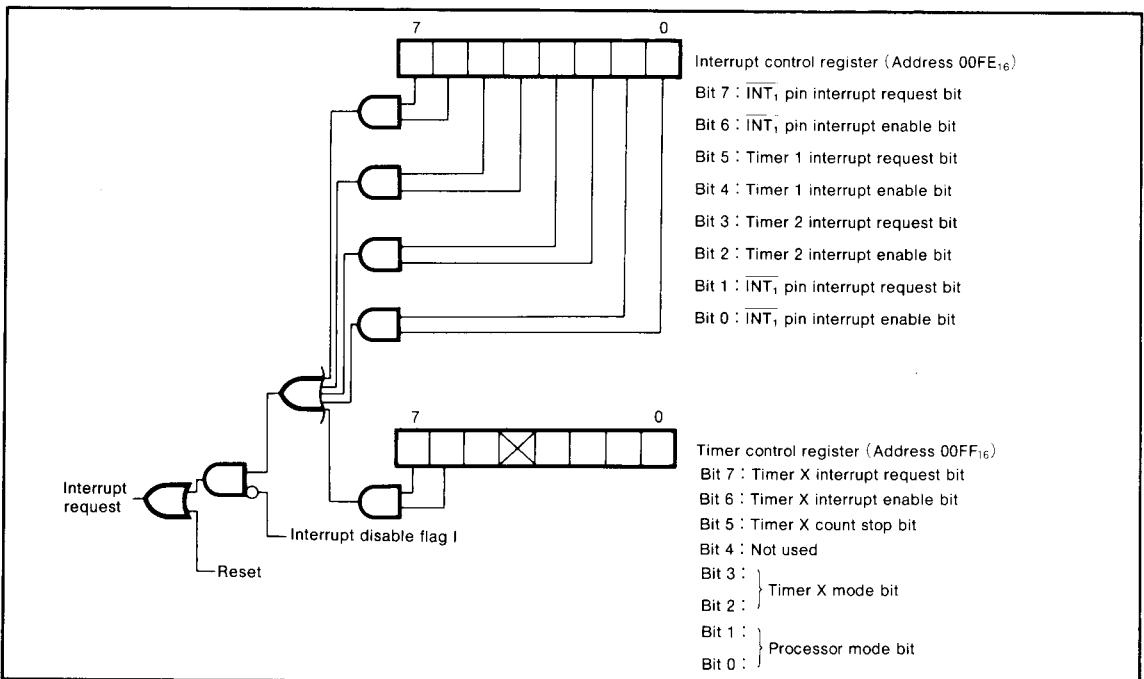 7 0
Interrupt control register (Address 00FE₁₆)
Bit 7 : I̅N̅T̅₁ pin interrupt request bit
Bit 6 : I̅N̅T̅₁ pin interrupt enable bit
Bit 5 : Timer 1 interrupt request bit
Bit 4 : Timer 1 interrupt enable bit
Bit 3 : Timer 2 interrupt request bit
Bit 2 : Timer 2 interrupt enable bit
Bit 1 : I̅N̅T̅₁ pin interrupt request bit
Bit 0 : I̅N̅T̅₁ pin interrupt enable bit
7 0
Timer control register (Address 00FF₁₆)
Bit 7 : Timer X interrupt request bit
Bit 6 : Timer X interrupt enable bit
Bit 5 : Timer X count stop bit
Bit 4 : Not used
Bit 3 :
Timer X mode bit
Bit 2 :
Bit 1 :
Processor mode bit
Bit 0 :
Interrupt
request
Interrupt disable flag I
Reset